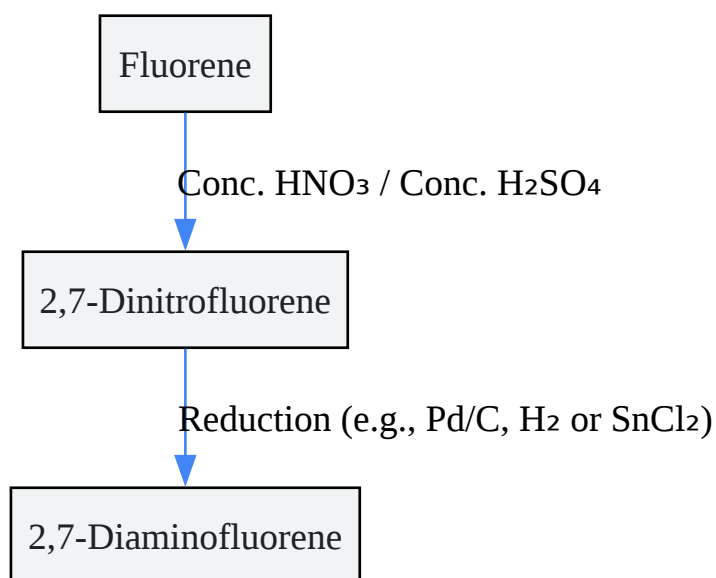 Fluorene
Conc. HNO₃ / Conc. H₂SO₄
2,7-Dinitrofluorene
Reduction (e.g., Pd/C, H₂ or SnCl₂)
2,7-Diaminofluorene